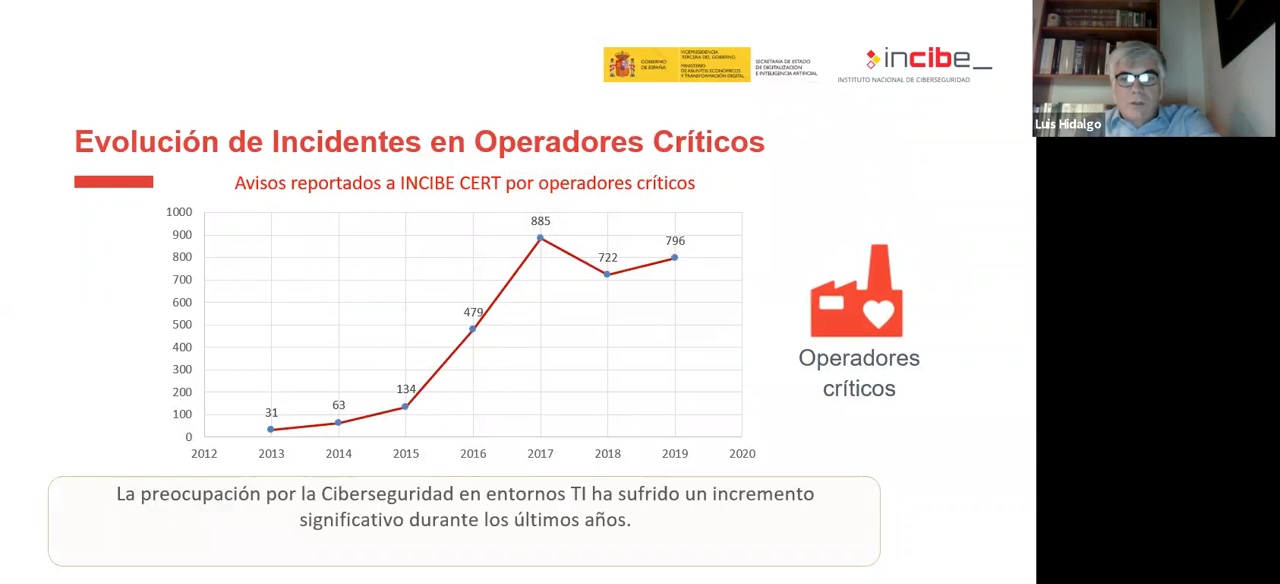 GOBIERNO
DE ESPAÑA
VICEPRESIDENCIA
TERCERA DEL GOBIERNO
MINISTERIO
DE ASUNTOS ECONÓMICOS
Y TRANSFORMACIÓN DIGITAL
SECRETARÍA DE ESTADO
DE DIGITALIZACIÓN
E INTELIGENCIA ARTIFICIAL
incibe_
INSTITUTO NACIONAL DE CIBERSEGURIDAD
Luis Hidalgo
Evolución de Incidentes en Operadores Críticos
Avisos reportados a INCIBE CERT por operadores críticos
1000
900
800
700
600
500
400
300
200
100
0
31
63
134
479
885
722
796
2012 2013 2014 2015 2016 2017 2018 2019 2020
Operadores
críticos
La preocupación por la Ciberseguridad en entornos TI ha sufrido un incremento
significativo durante los últimos años.